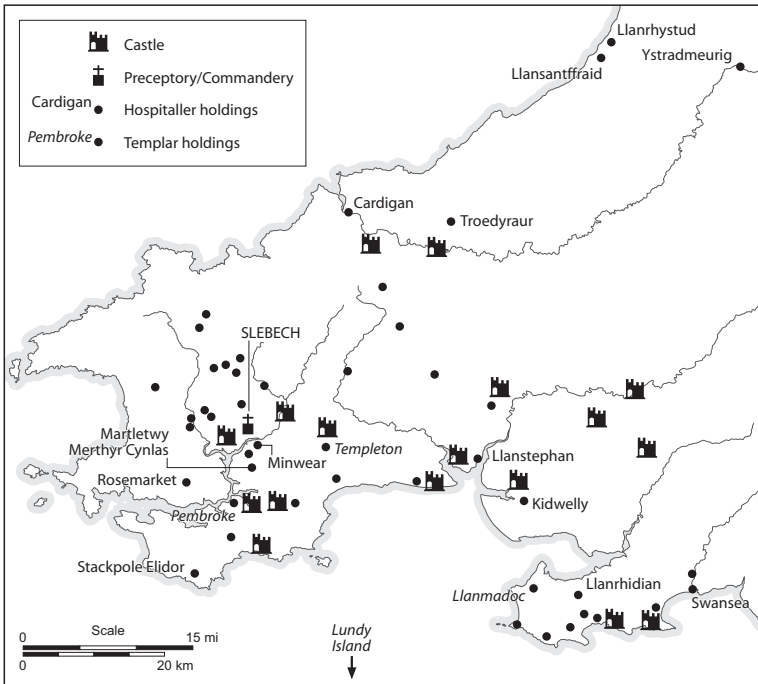 Castle
Preceptory/Commandery
Cardigan Hospitaller holdings
Pembroke Templar holdings
Llanrhystud
Llansantffraid
Ystradmeurig
Cardigan
Troedyraur
SLEBECH
Martletwy
Merthyr Cynlas
Minwear
Templeton
Llanstephan
Rosemarket
Kidwelly
Pembroke
Stackpole Elidor
Llanmadoc
Llanrhidian
Swansea
0 Scale 15 mi
0 20 km
Lundy
Island